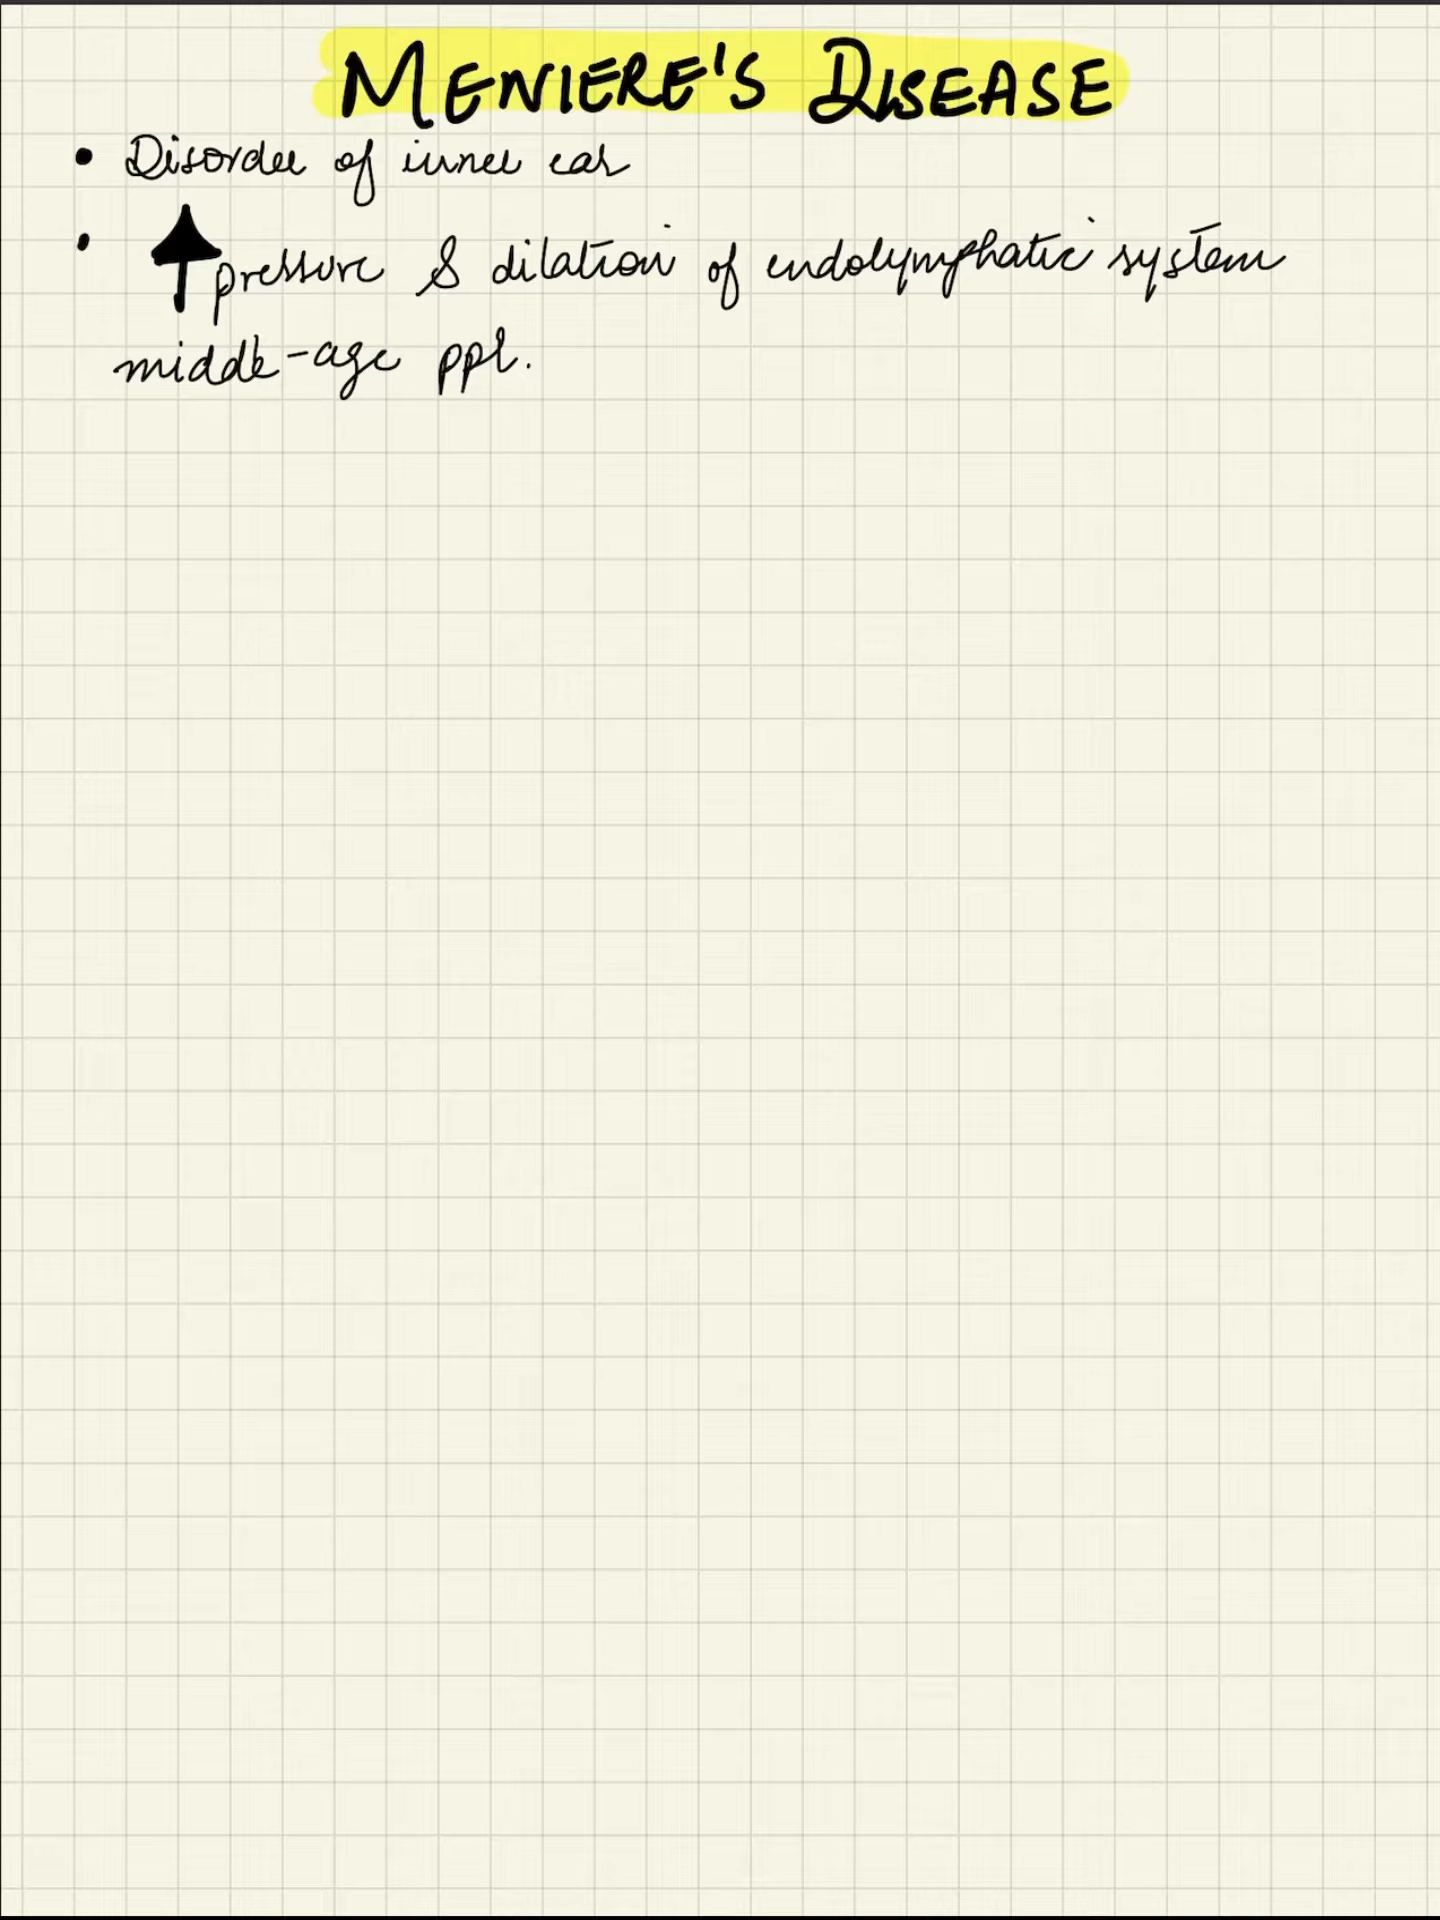 MENIERE'S DISEASE
• Disorder of inner ear
• ↑ pressure & dilation of endolymphatic system
middle-age ppl.